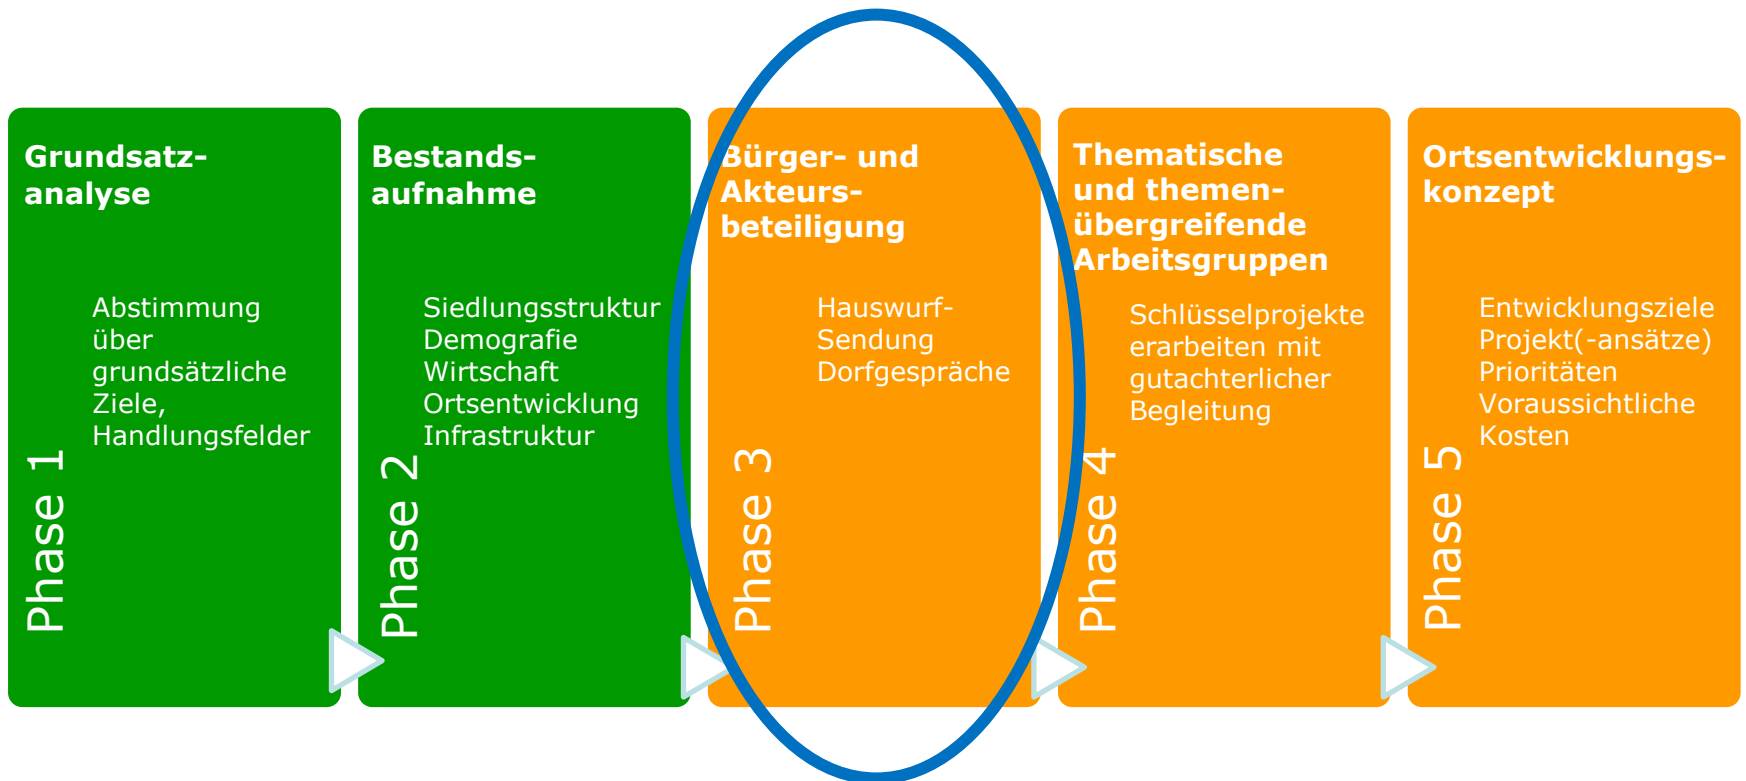 Grundsatz-
analyse
Abstimmung
über
grundsätzliche
Ziele,
Handlungsfelder
Phase 1
Bestands-
aufnahme
Siedlungsstruktur
Demografie
Wirtschaft
Ortsentwicklung
Infrastruktur
Phase 2
Bürger- und
Akteurs-
beteiligung
Hauswurf-
Sendung
Dorfgespräche
Phase 3
Thematische
und themen-
übergreifende
Arbeitsgruppen
Schlüsselprojekte
erarbeiten mit
gutachterlicher
Begleitung
Phase 4
Ortsentwicklungs-
konzept
Entwicklungsziele
Projekt(-ansätze)
Prioritäten
Voraussichtliche
Kosten
Phase 5